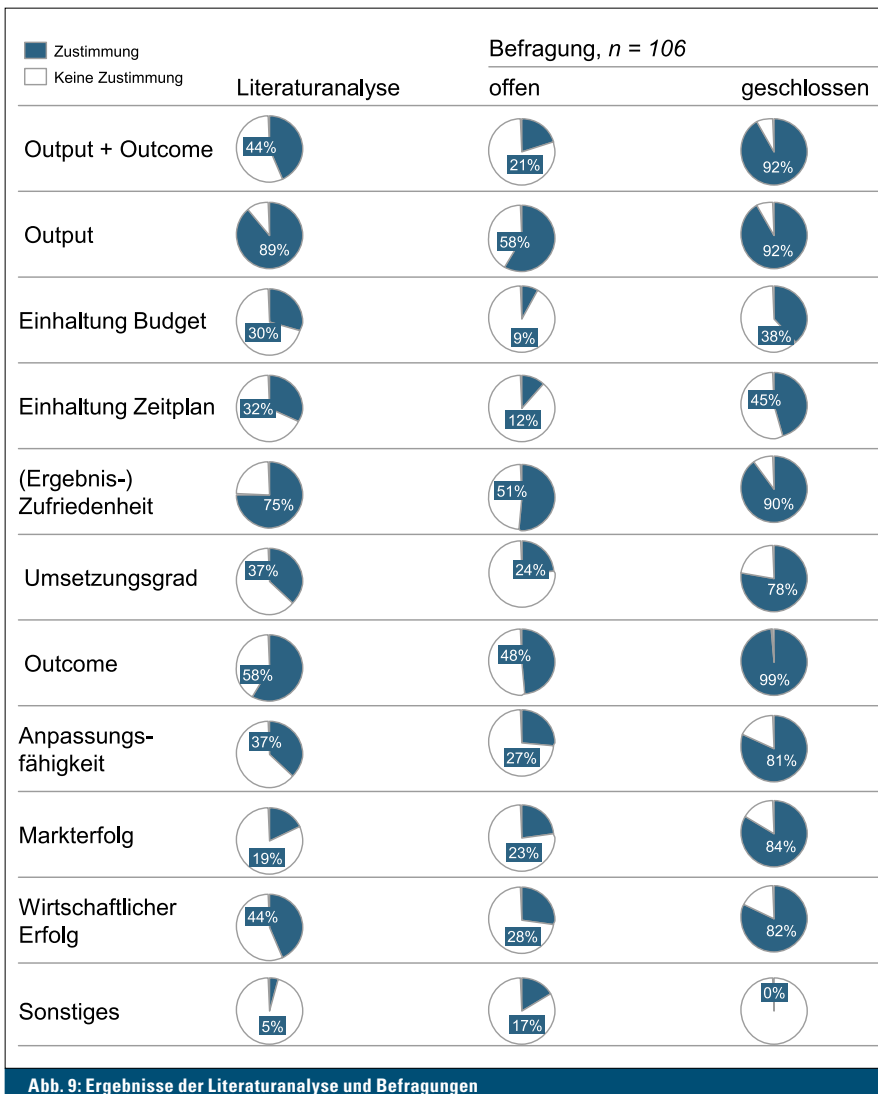 Zustimmung
Keine Zustimmung
Befragung, n = 106
Literaturanalyse offen geschlossen
Output + Outcome 44% 21% 92%
Output 89% 58% 92%
Einhaltung Budget 30% 9% 38%
Einhaltung Zeitplan 32% 12% 45%
(Ergebnis-)
Zufriedenheit 75% 51% 90%
Umsetzungsgrad 37% 24% 78%
Outcome 58% 48% 99%
Anpassungs-
fähigkeit 37% 27% 81%
Markterfolg 19% 23% 84%
Wirtschaftlicher
Erfolg 44% 28% 82%
Sonstiges 5% 17% 0%
Abb. 9: Ergebnisse der Literaturanalyse und Befragungen